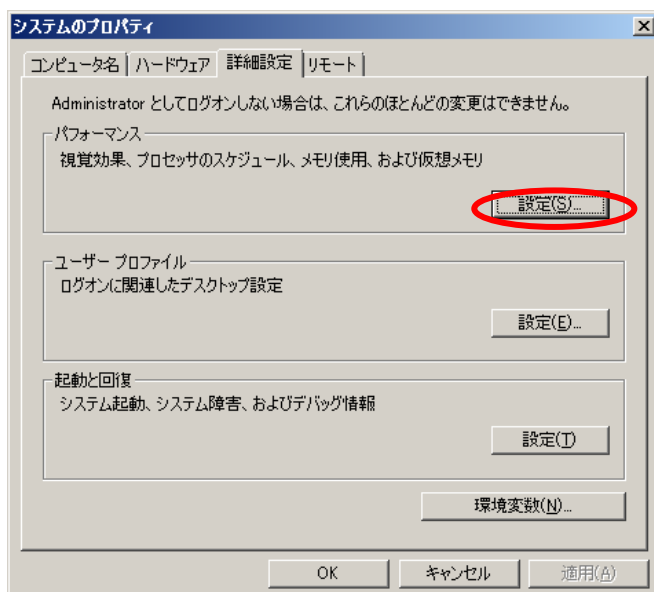 システムのプロパティ
コンピュータ名 ハードウェア 詳細設定 リモート
Administrator としてログオンしない場合は、これらのほとんどの変更はできません。
パフォーマンス
視覚効果、プロセッサのスケジュール、メモリ使用、および仮想メモリ
設定(S)...
ユーザー プロファイル
ログオンに関連したデスクトップ設定
設定(E)...
起動と回復
システム起動、システム障害、およびデバッグ情報
設定(T)
環境変数(N)...
OK キャンセル 適用(A)